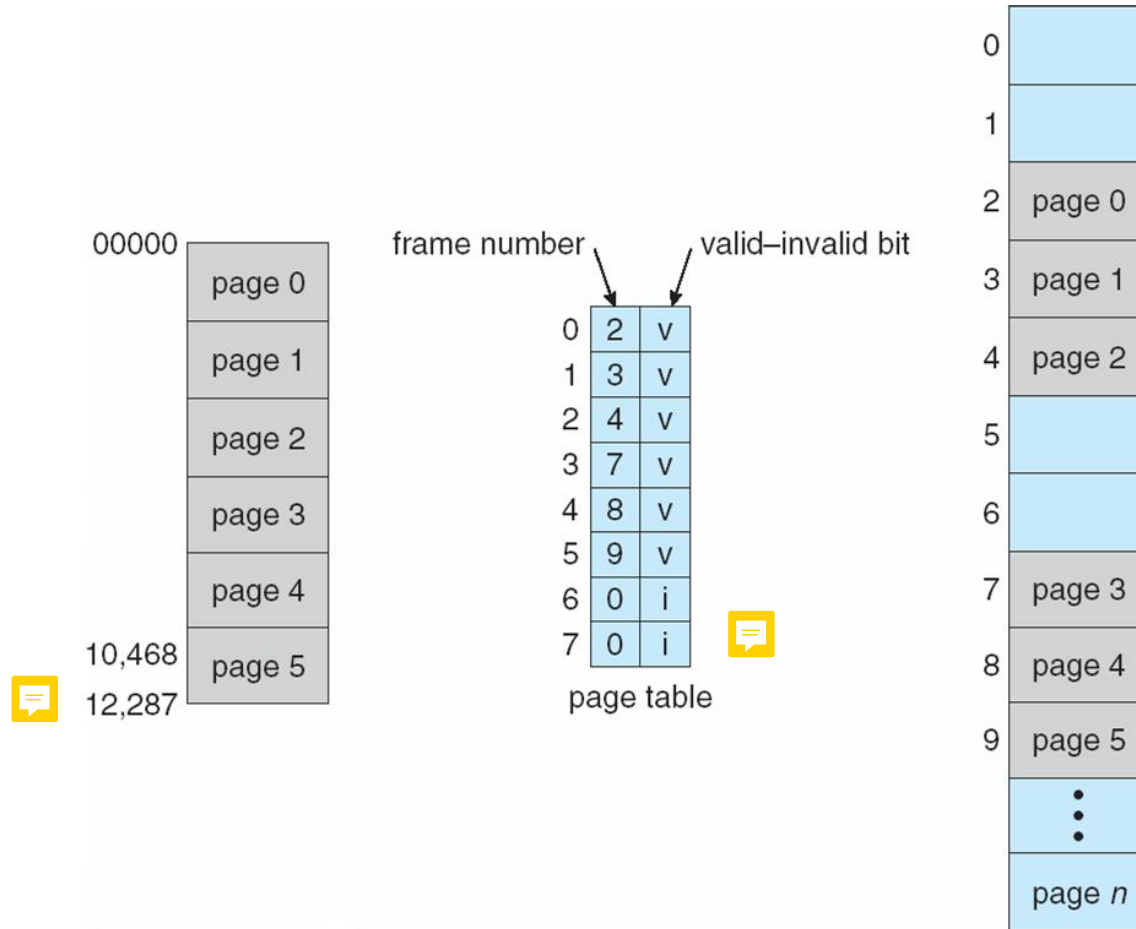 00000
page 0
page 1
page 2
page 3
page 4
10,468
page 5
12,287
frame number
valid–invalid bit
0 2 v
1 3 v
2 4 v
3 7 v
4 8 v
5 9 v
6 0 i
7 0 i
page table
0
1
2 page 0
3 page 1
4 page 2
5
6
7 page 3
8 page 4
9 page 5
page n